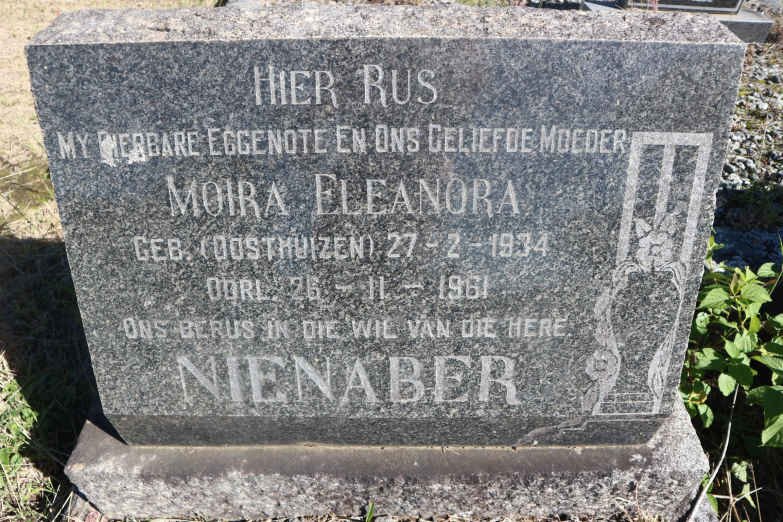 HIER RUS
MY DIERBARE EGGENOTE EN ONS GELIEFDE MOEDER
MOIRA ELEANORA
GEB. (OOSTHUIZEN) 27-2-1934
OORL. 26 - 11 - 1961
ONS BERUS IN DIE WIL VAN DIE HERE.
NIENABER